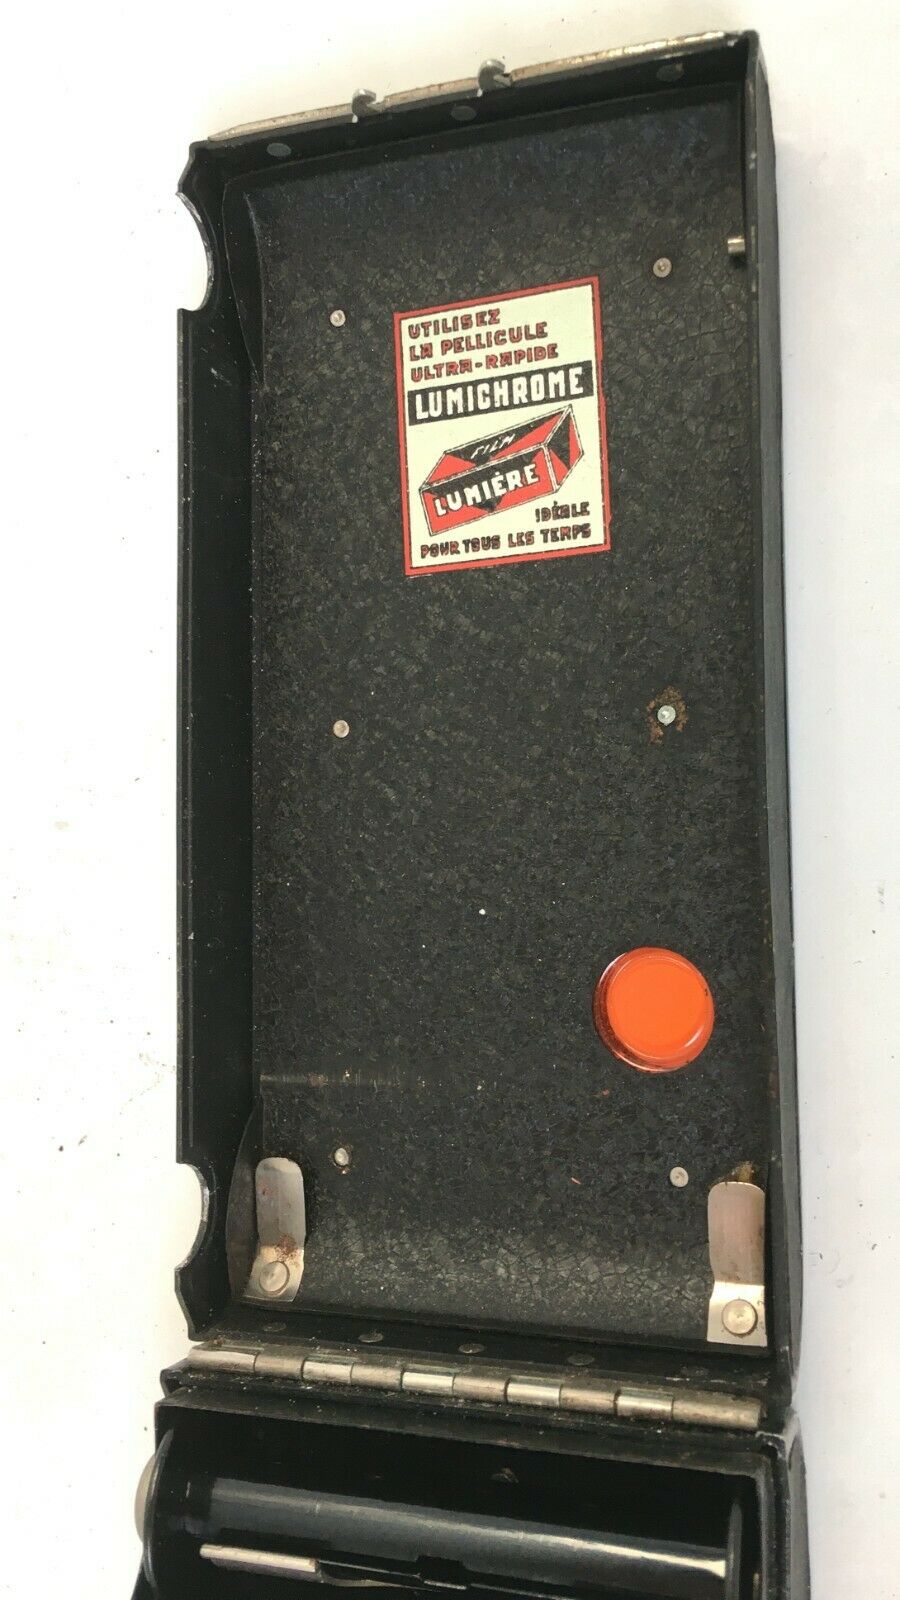 UTILISEZ
LA PELLICULE
ULTRA-RAPIDE
LUMICHROME
FILM
LUMIÈRE
IDÉALE
POUR TOUS LES TEMPS